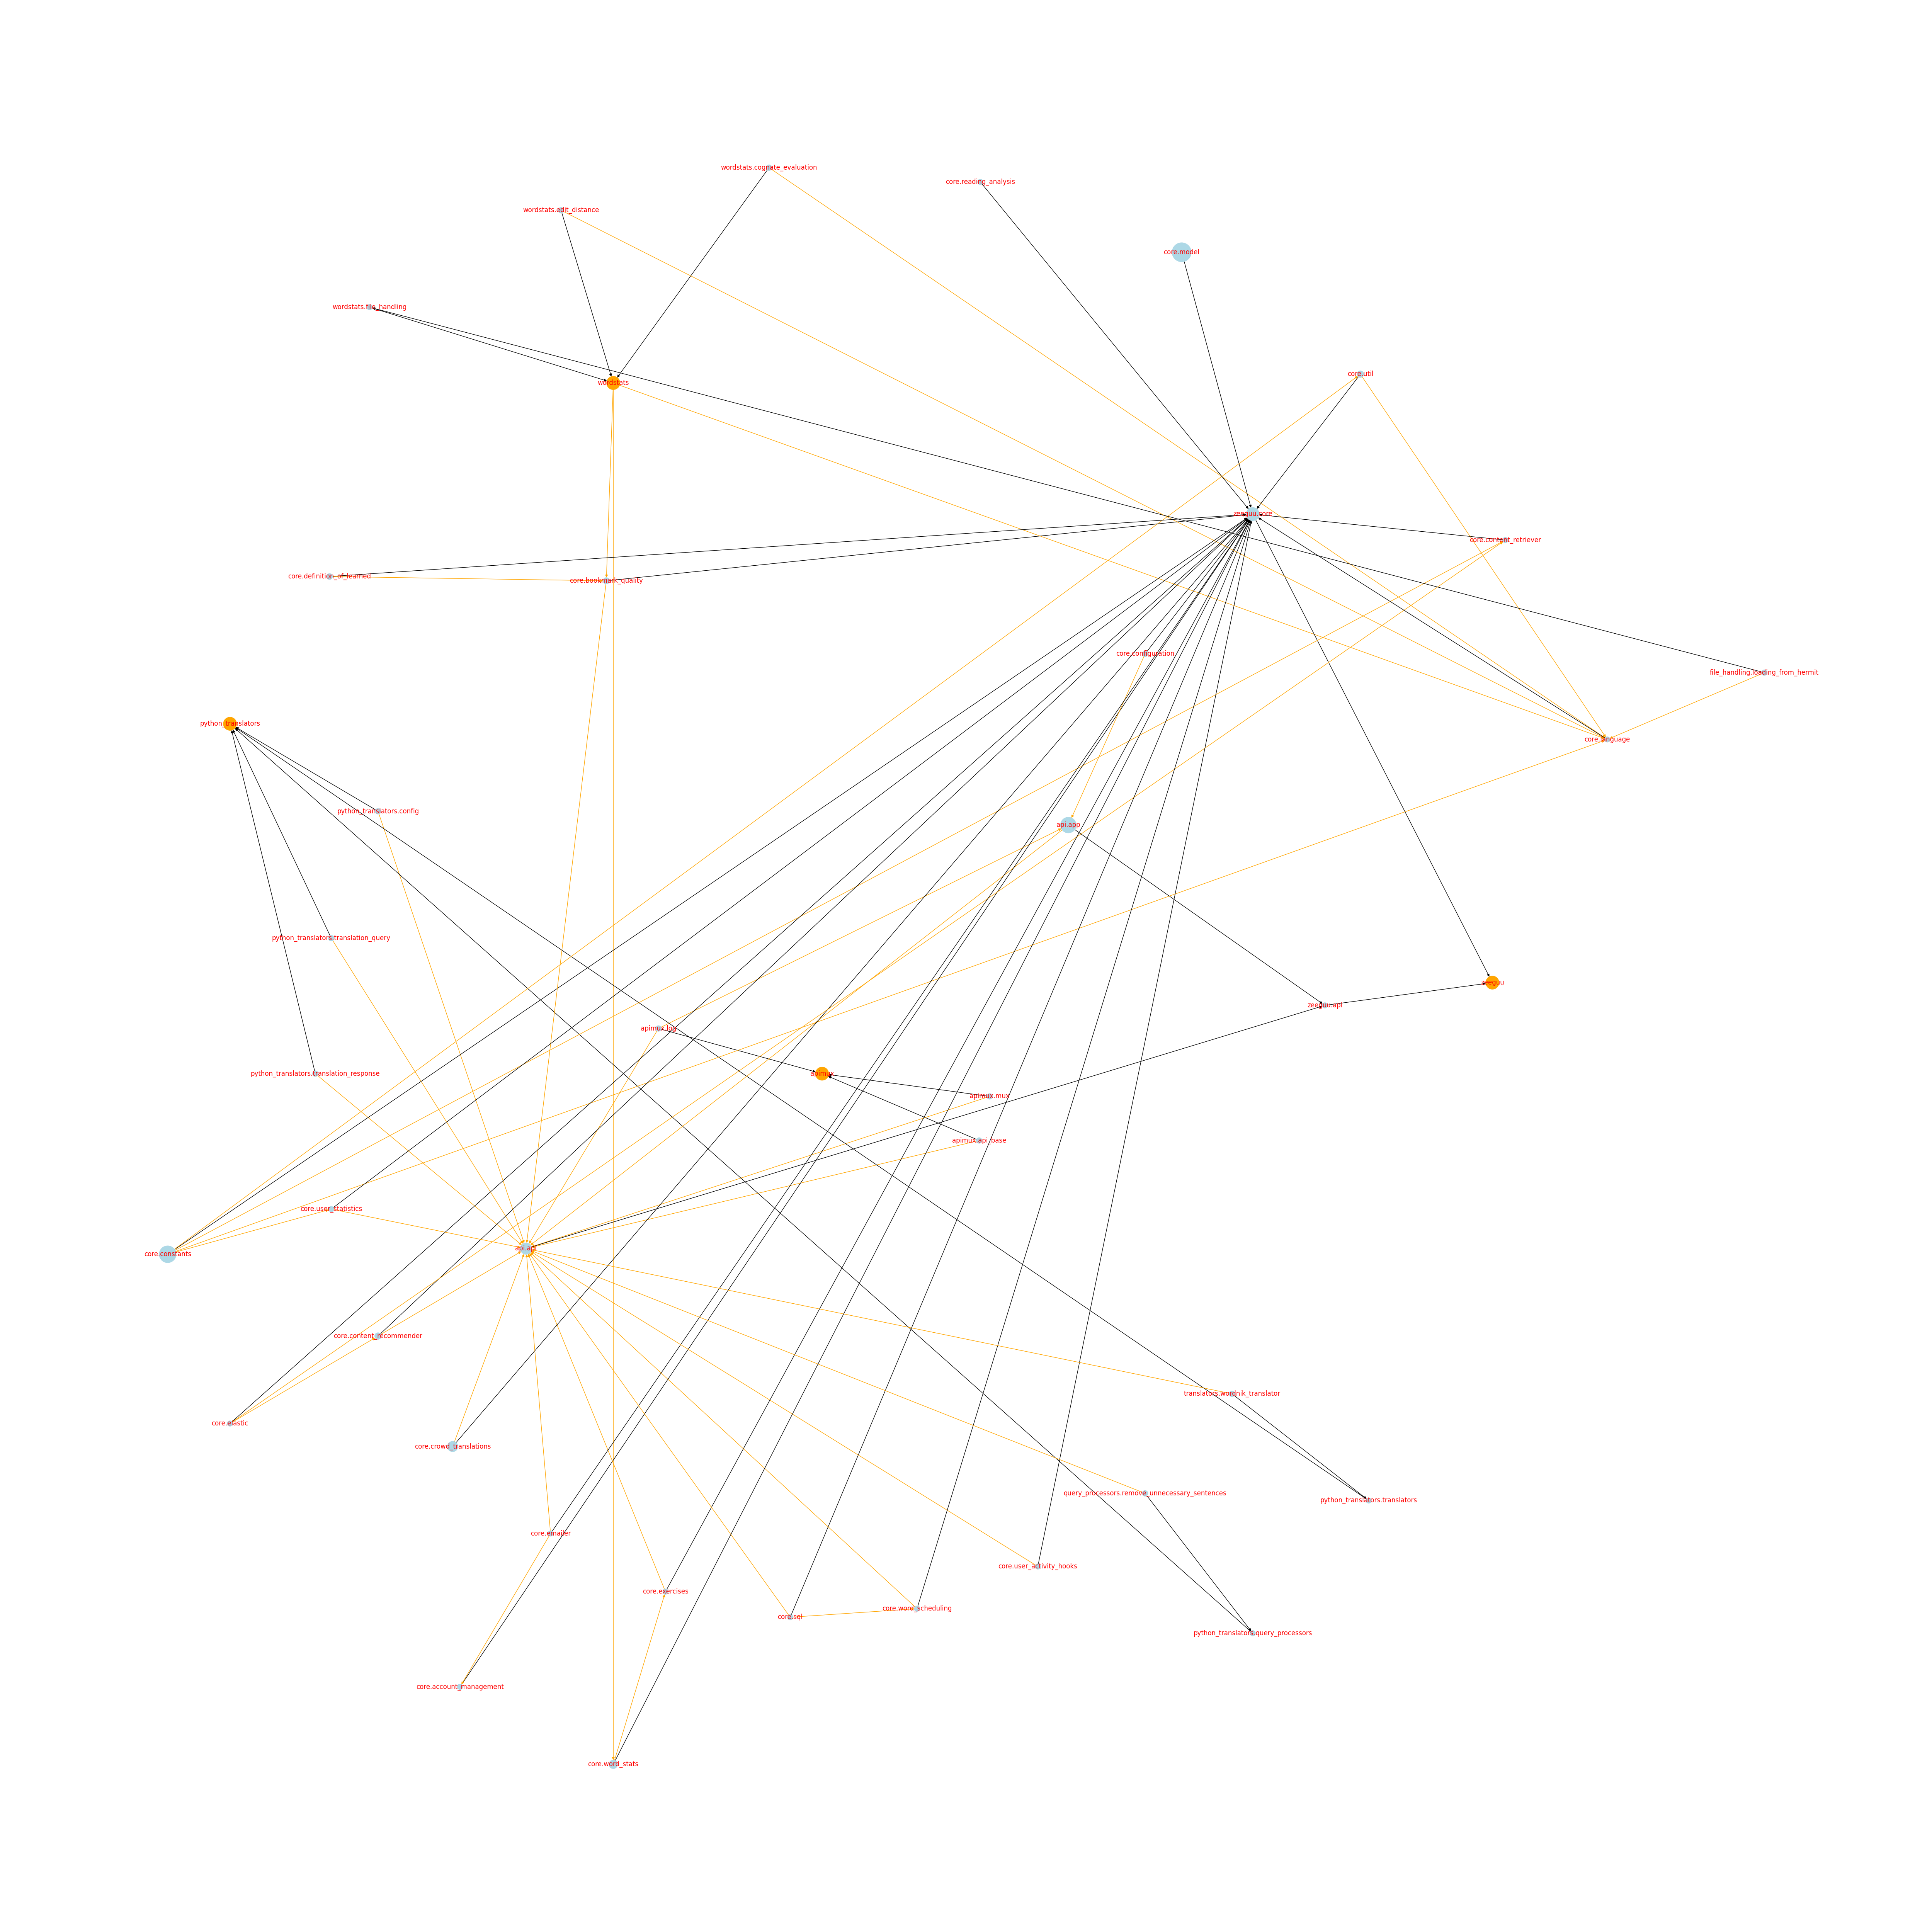 wordstats.cognate_evaluation
core.reading_analysis
wordstats.edit_distance
core.model
wordstats.file_handling
core.util
wordstats
zeeguu.core
core.content_retriever
core.definition_of_learned
core.bookmark_quality
core.configuration
file_handling.loading_from_hermit
python_translators
core.language
python_translators.config
api.app
python_translators.translation_query
zeeguu
zeeguu.api
apimux.log
python_translators.translation_response
apimux
apimux.mux
apimux.api_base
core.user_statistics
api.api
core.constants
core.content_recommender
translators.wordnik_translator
core.elastic
core.crowd_translations
query_processors.remove_unnecessary_sentences
python_translators.translators
core.emailer
core.user_activity_hooks
core.exercises
core.word_scheduling
core.sql
python_translators.query_processors
core.account_management
core.word_stats